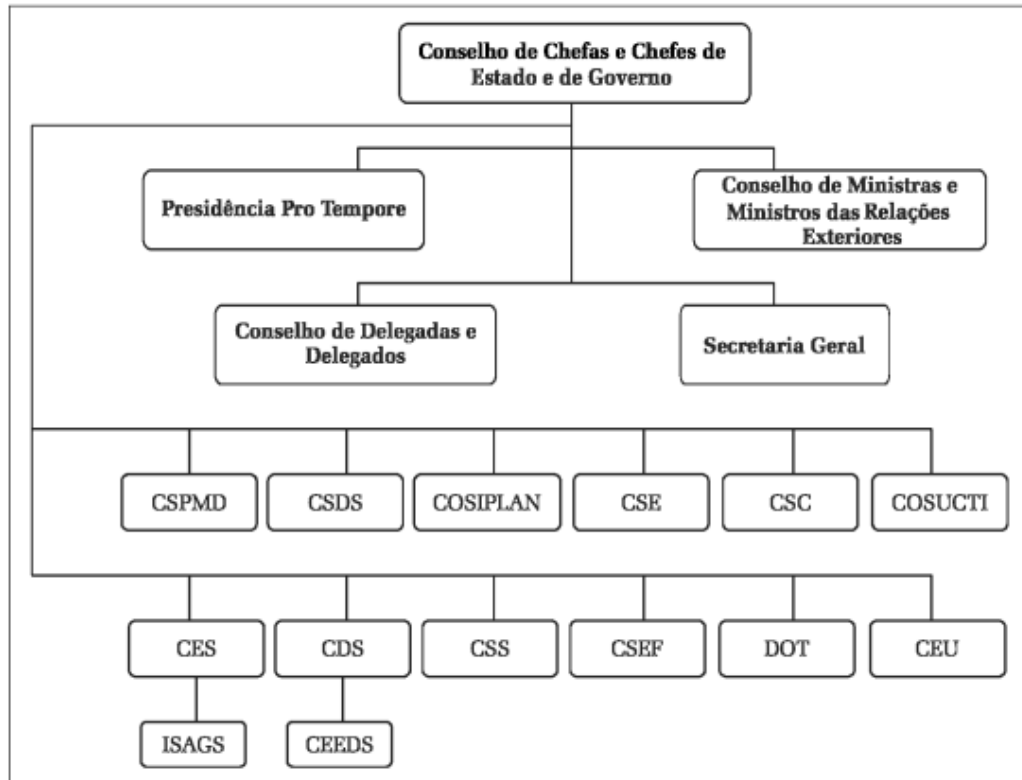 Conselho de Chefas e Chefes de
Estado e de Governo
Presidência Pro Tempore
Conselho de Ministras e
Ministros das Relações
Exteriores
Conselho de Delegadas e
Delegados
Secretaria Geral
CSPMD
CSDS
COSIPLAN
CSE
CSC
COSUCTI
CES
CDS
CSS
CSEF
DOT
CEU
ISAGS
CEEDS